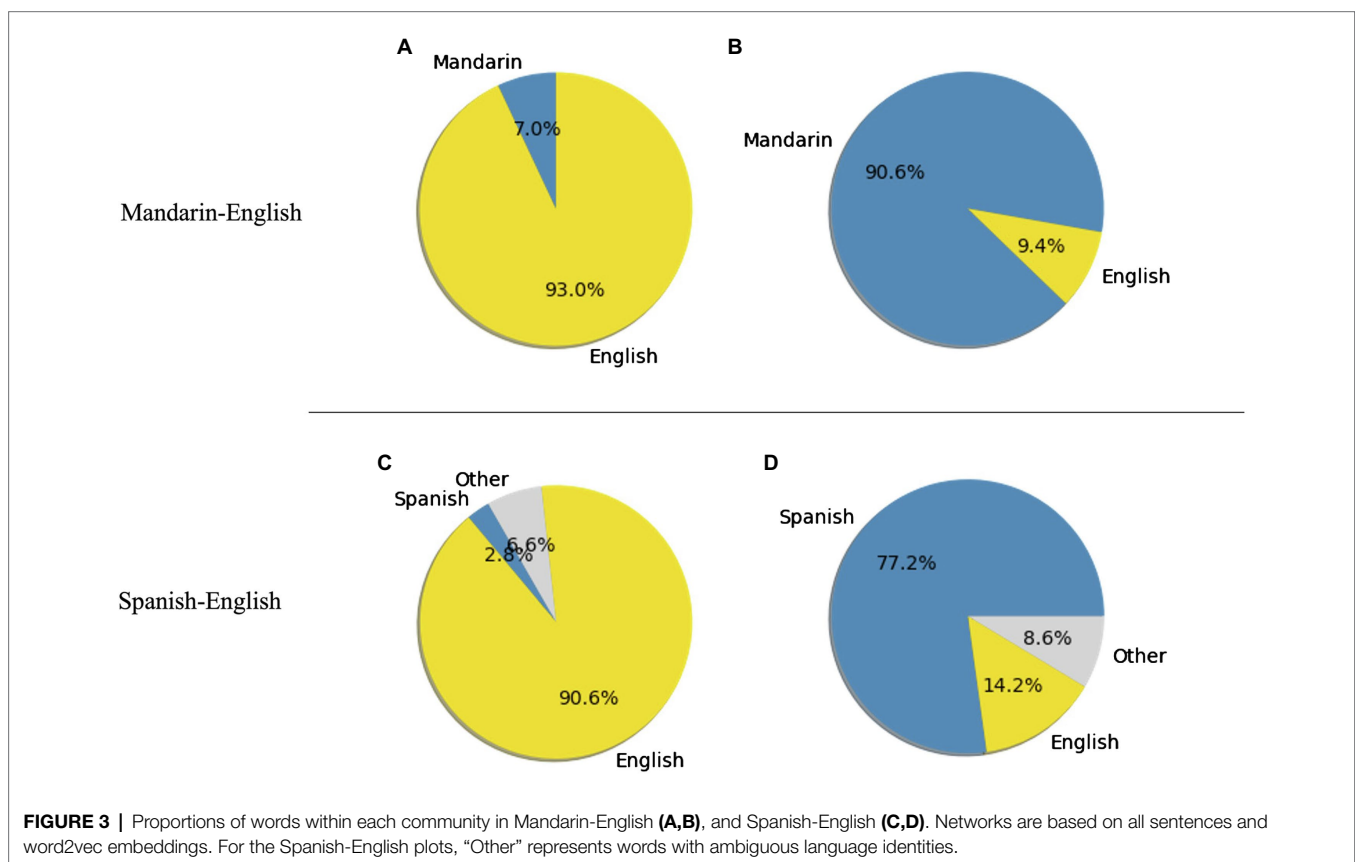 A
B
Mandarin
7.0%
93.0%
English
Mandarin
90.6%
9.4%
English
Mandarin-English
C
D
Other
Spanish
6.6%
2.8%
90.6%
English
Spanish
77.2%
8.6%
Other
14.2%
English
Spanish-English
FIGURE 3 | Proportions of words within each community in Mandarin-English (A,B), and Spanish-English (C,D). Networks are based on all sentences and
word2vec embeddings. For the Spanish-English plots, “Other” represents words with ambiguous language identities.